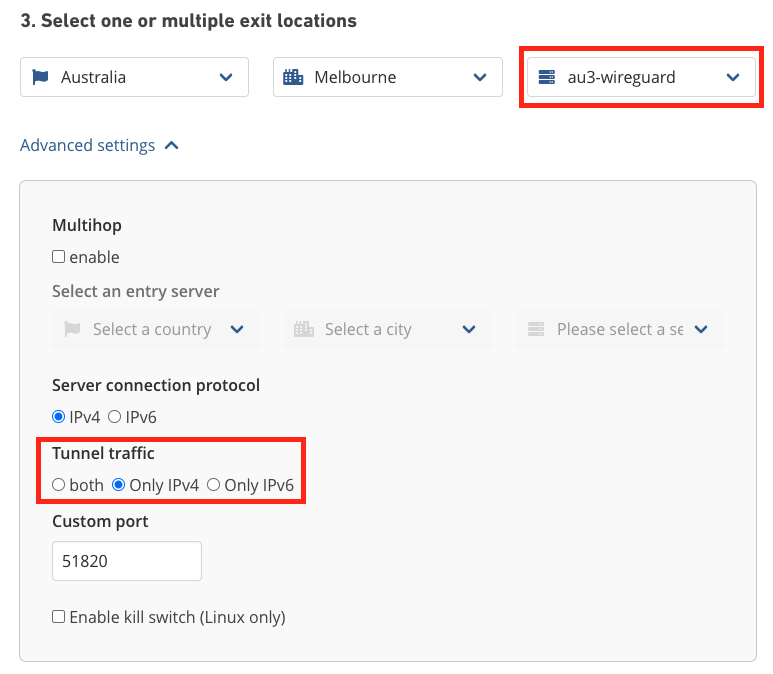 3. Select one or multiple exit locations
Australia Melbourne au3-wireguard
Advanced settings
Multihop
enable
Select an entry server
Select a country Select a city Please select a se
Server connection protocol
IPv4 IPv6
Tunnel traffic
both Only IPv4 Only IPv6
Custom port
51820
Enable kill switch (Linux only)